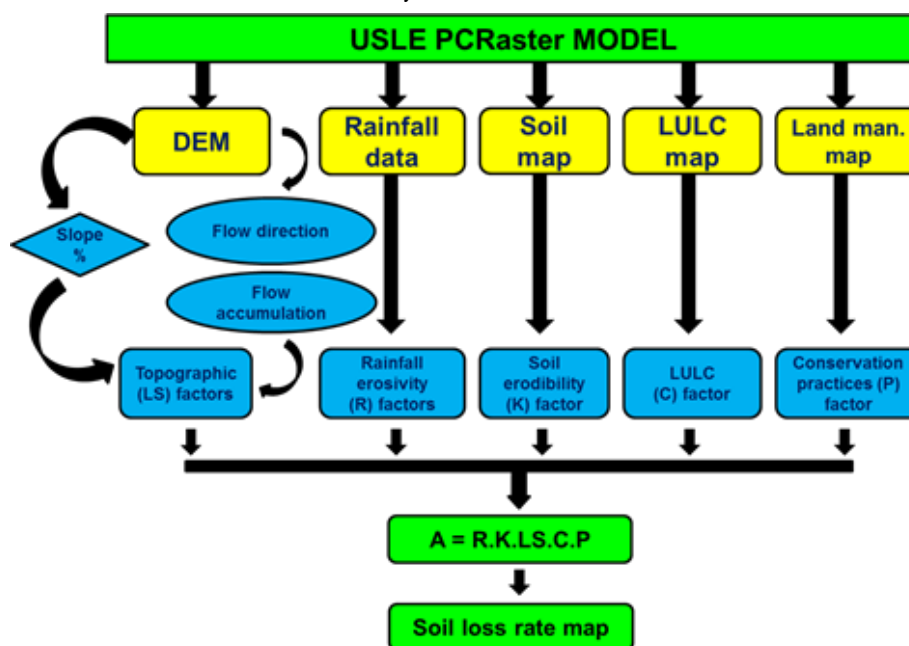 USLE PCRaster MODEL
DEM
Rainfall
data
Soil
map
LULC
map
Land man.
map
Slope
%
Flow direction
Flow
accumulation
Topographic
(LS) factors
Rainfall
erosivity
(R) factors
Soil
erodibility
(K) factor
LULC
(C) factor
Conservation
practices (P)
factor
A = R.K.LS.C.P
Soil loss rate map